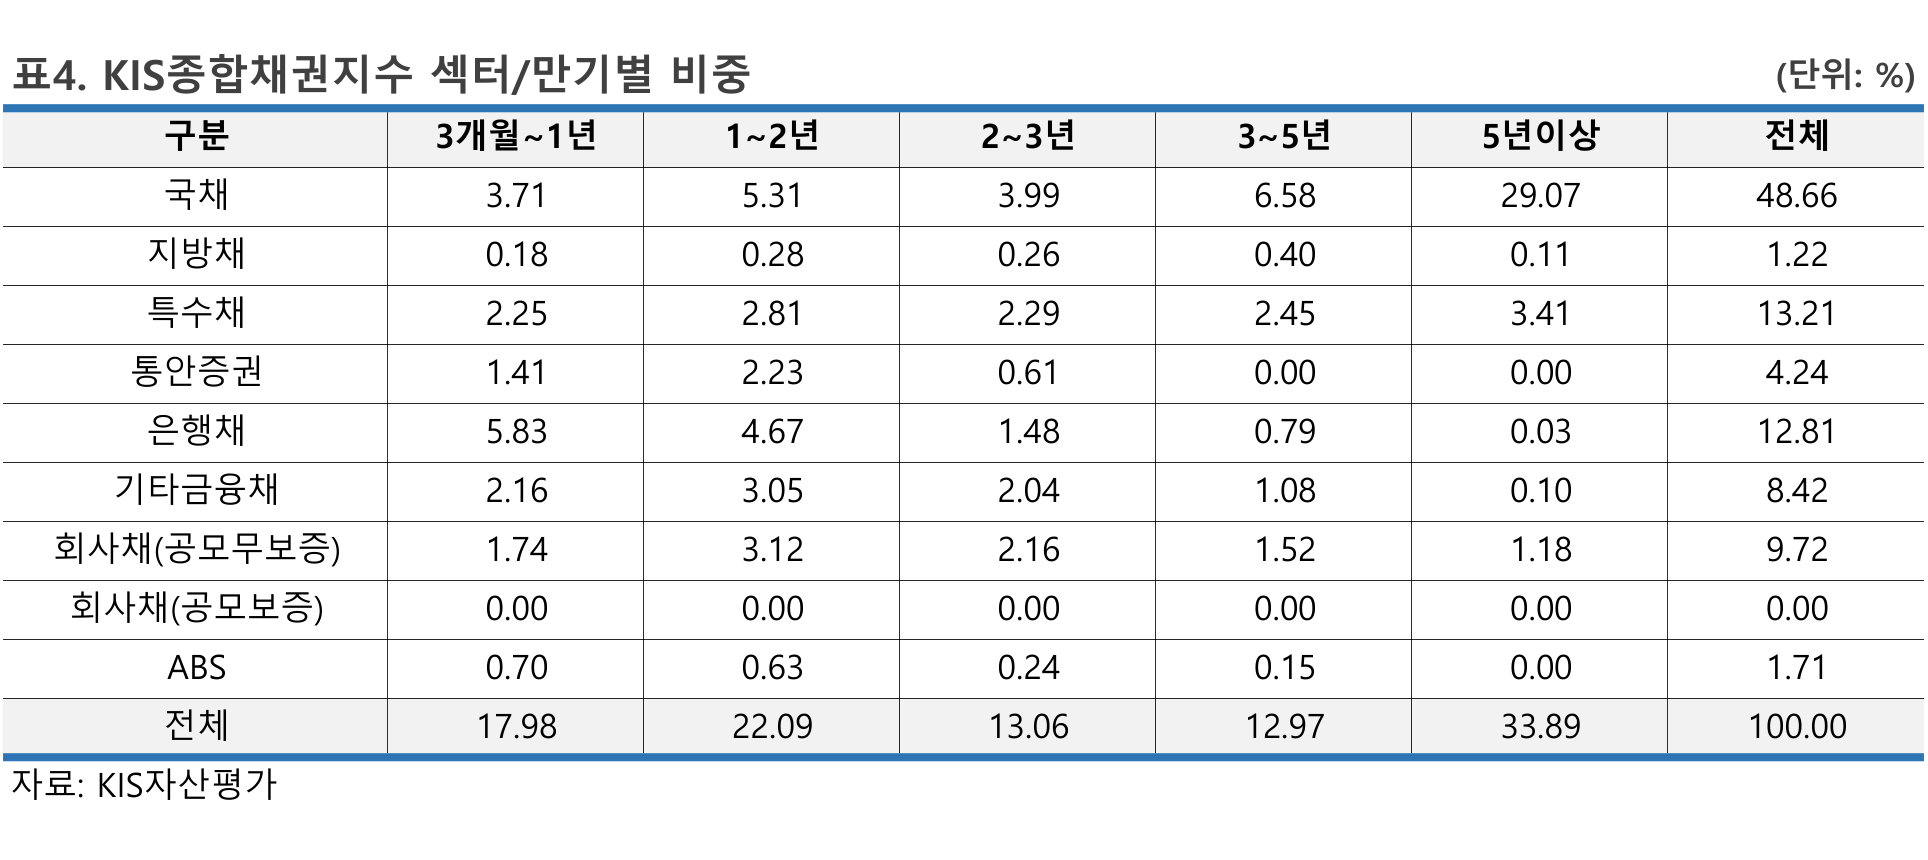 표4. KIS종합채권지수 섹터/만기별 비중 (단위: %)
구분 3개월~1년 1~2년 2~3년 3~5년 5년이상 전체
국채 3.71 5.31 3.99 6.58 29.07 48.66
지방채 0.18 0.28 0.26 0.40 0.11 1.22
특수채 2.25 2.81 2.29 2.45 3.41 13.21
통안증권 1.41 2.23 0.61 0.00 0.00 4.24
은행채 5.83 4.67 1.48 0.79 0.03 12.81
기타금융채 2.16 3.05 2.04 1.08 0.10 8.42
회사채(공모무보증) 1.74 3.12 2.16 1.52 1.18 9.72
회사채(공모보증) 0.00 0.00 0.00 0.00 0.00 0.00
ABS 0.70 0.63 0.24 0.15 0.00 1.71
전체 17.98 22.09 13.06 12.97 33.89 100.00
자료: KIS자산평가